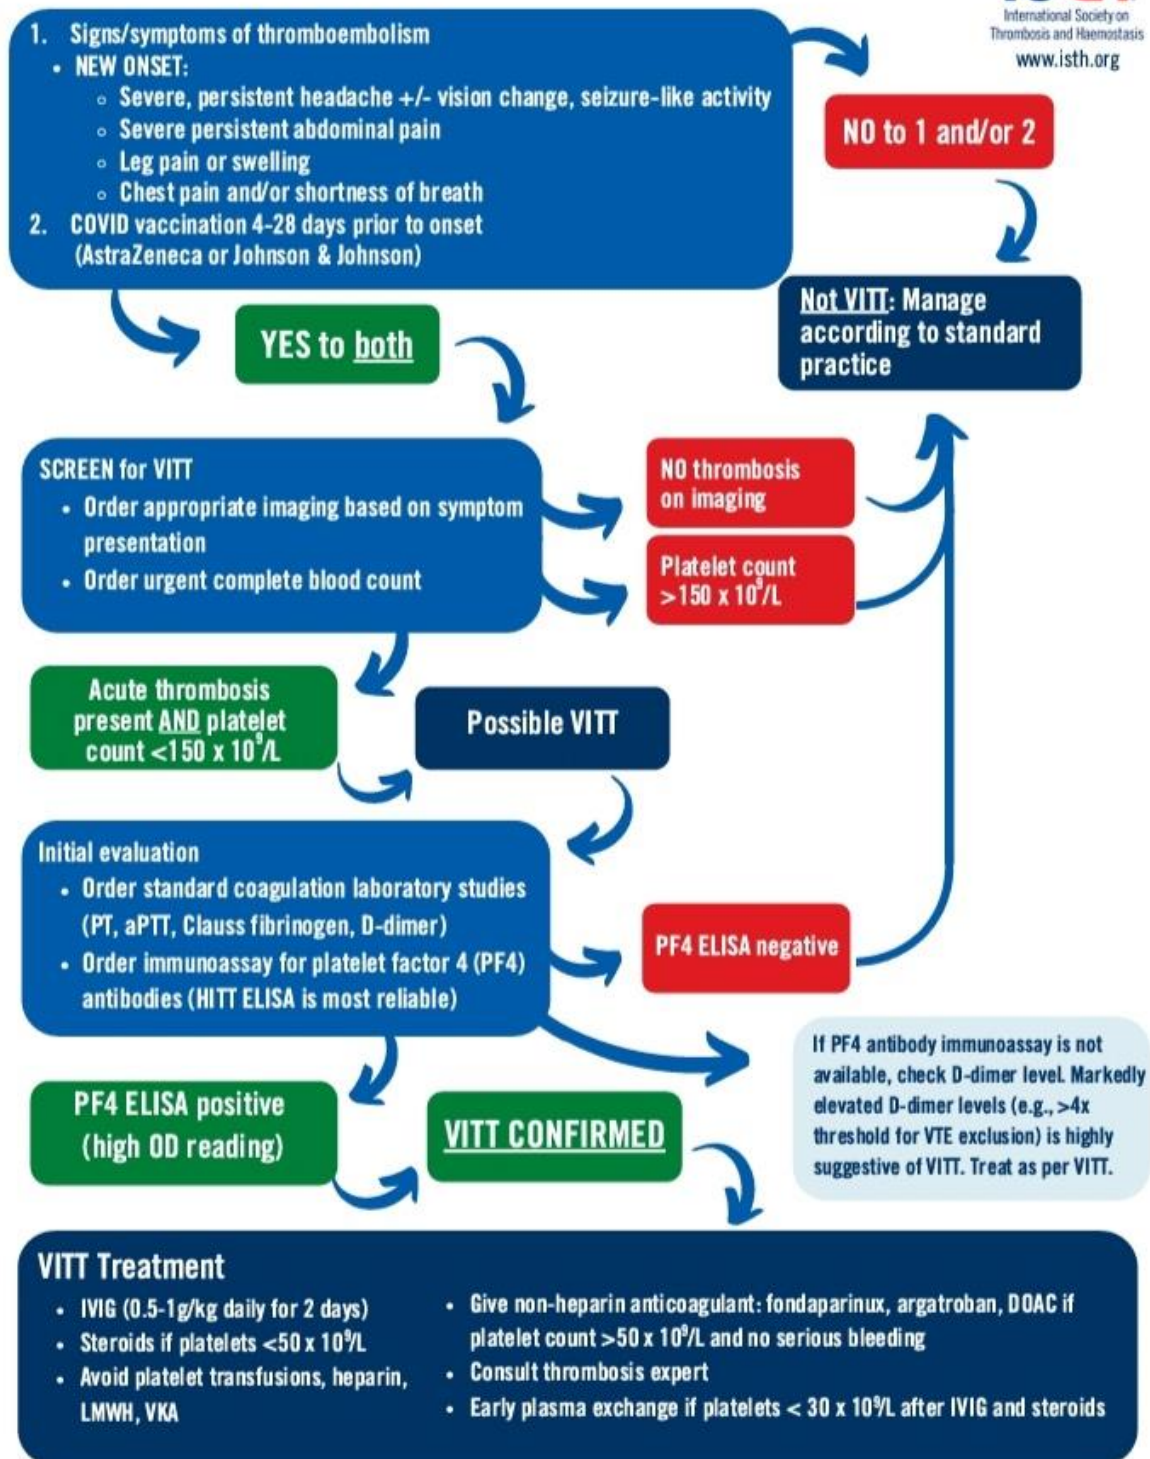 International Society on
Thrombosis and Haemostasis
www.isth.org
1. Signs/symptoms of thromboembolism
• NEW ONSET:
○ Severe, persistent headache +/- vision change, seizure-like activity
○ Severe persistent abdominal pain
○ Leg pain or swelling
○ Chest pain and/or shortness of breath
2. COVID vaccination 4-28 days prior to onset
(AstraZeneca or Johnson & Johnson)
NO to 1 and/or 2
Not VITT: Manage
according to standard
practice
YES to both
SCREEN for VITT
• Order appropriate imaging based on symptom
presentation
• Order urgent complete blood count
NO thrombosis
on imaging
Platelet count
>150 x 10⁹/L
Acute thrombosis
present AND platelet
count <150 x 10⁹/L
Possible VITT
Initial evaluation
• Order standard coagulation laboratory studies
(PT, aPTT, Clauss fibrinogen, D-dimer)
• Order immunoassay for platelet factor 4 (PF4)
antibodies (HITT ELISA is most reliable)
PF4 ELISA negative
If PF4 antibody immunoassay is not
available, check D-dimer level. Markedly
elevated D-dimer levels (e.g., >4x
threshold for VTE exclusion) is highly
suggestive of VITT. Treat as per VITT.
PF4 ELISA positive
(high OD reading)
VITT CONFIRMED
VITT Treatment
• IVIG (0.5-1g/kg daily for 2 days)
• Steroids if platelets <50 x 10⁹/L
• Avoid platelet transfusions, heparin,
LMWH, VKA
• Give non-heparin anticoagulant: fondaparinux, argatroban, DOAC if
platelet count >50 x 10⁹/L and no serious bleeding
• Consult thrombosis expert
• Early plasma exchange if platelets < 30 x 10⁹/L after IVIG and steroids